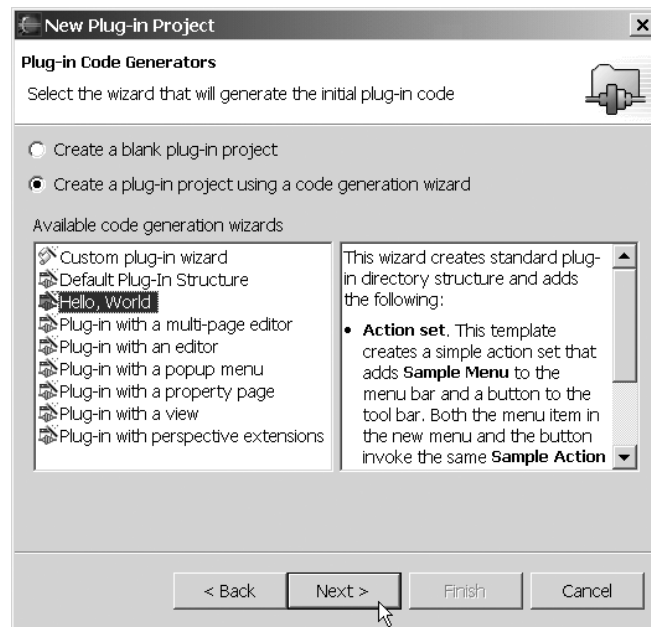 New Plug-in Project
Plug-in Code Generators
Select the wizard that will generate the initial plug-in code
Create a blank plug-in project
Create a plug-in project using a code generation wizard
Available code generation wizards
Custom plug-in wizard
Default Plug-In Structure
Hello, World
Plug-in with a multi-page editor
Plug-in with an editor
Plug-in with a popup menu
Plug-in with a property page
Plug-in with a view
Plug-in with perspective extensions
This wizard creates standard plug-
in directory structure and adds
the following:
• Action set. This template
creates a simple action set that
adds Sample Menu to the
menu bar and a button to the
tool bar. Both the menu item in
the new menu and the button
invoke the same Sample Action
< Back
Next >
Finish
Cancel